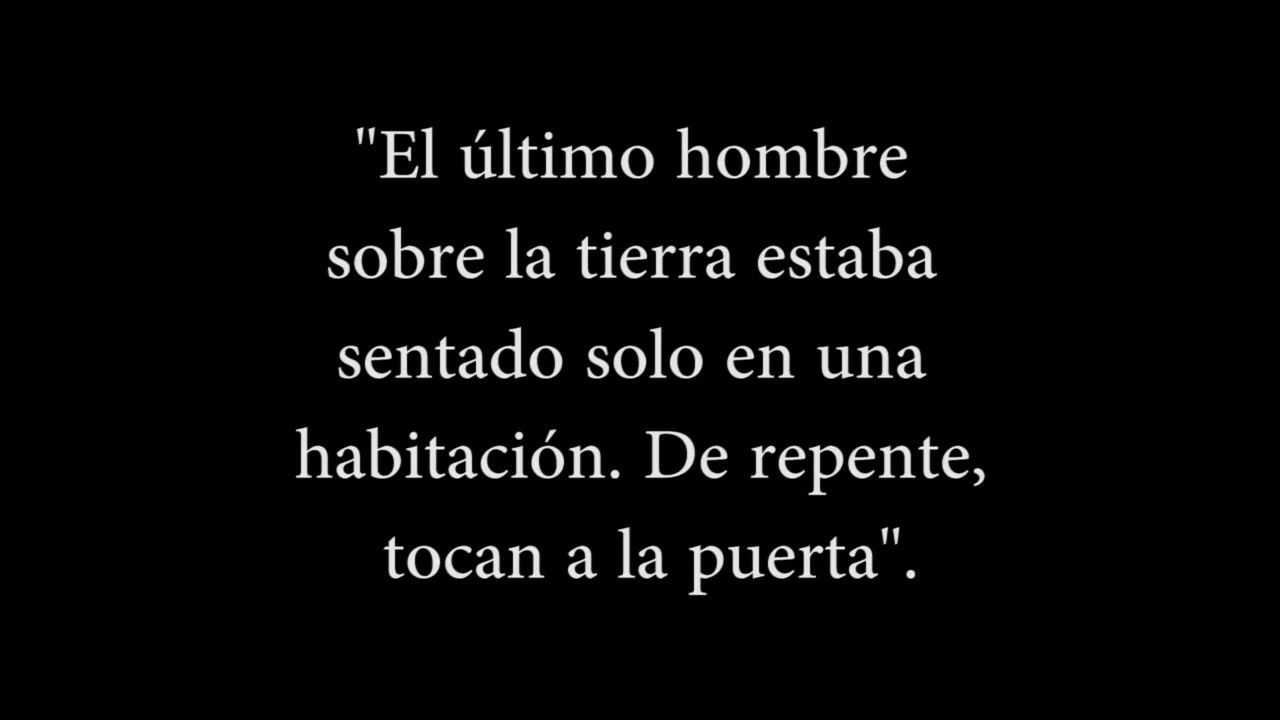 "El último hombre
sobre la tierra estaba
sentado solo en una
habitación. De repente,
tocan a la puerta".